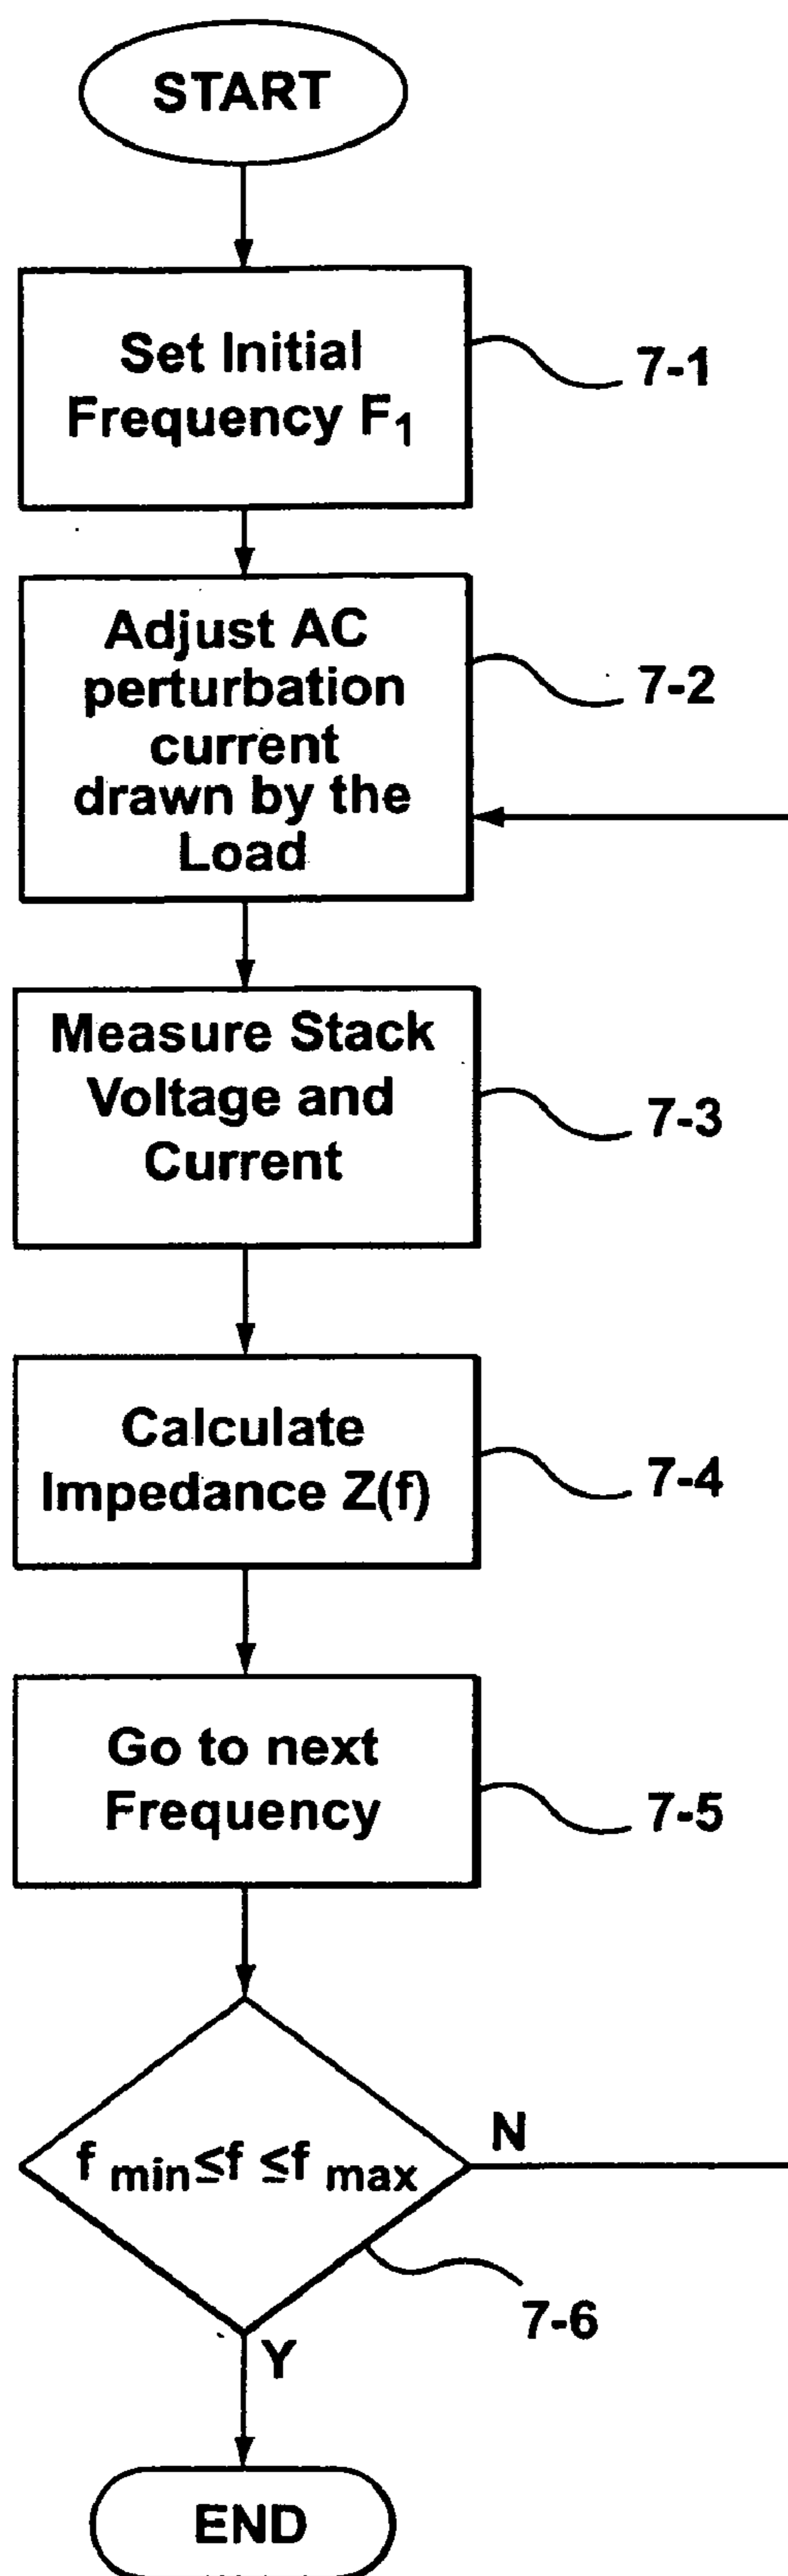 START
Set Initial
Frequency F₁
7-1
Adjust AC
perturbation
current
drawn by the
Load
7-2
Measure Stack
Voltage and
Current
7-3
Calculate
Impedance Z(f)
7-4
Go to next
Frequency
7-5
f min≤f ≤f max
N
7-6
Y
END